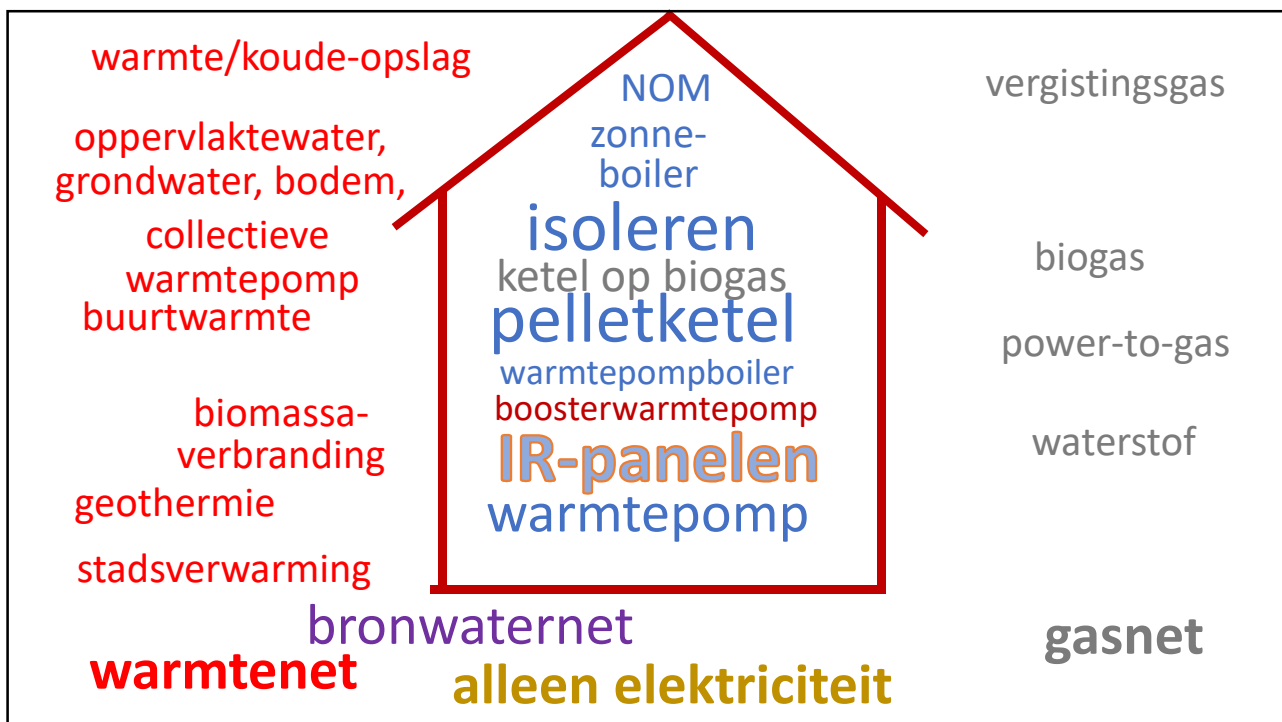 warmte/koude-opslag
oppervlaktewater,
grondwater, bodem,
collectieve
warmtepomp
buurtwarmte
biomassa-
verbranding
geothermie
stadsverwarming
NOM
zonne-
boiler
isoleren
ketel op biogas
pelletketel
warmtepompboiler
boosterwarmtepomp
IR-panelen
warmtepomp
vergistingsgas
biogas
power-to-gas
waterstof
bronwaternet
warmtenet
alleen elektriciteit
gasnet